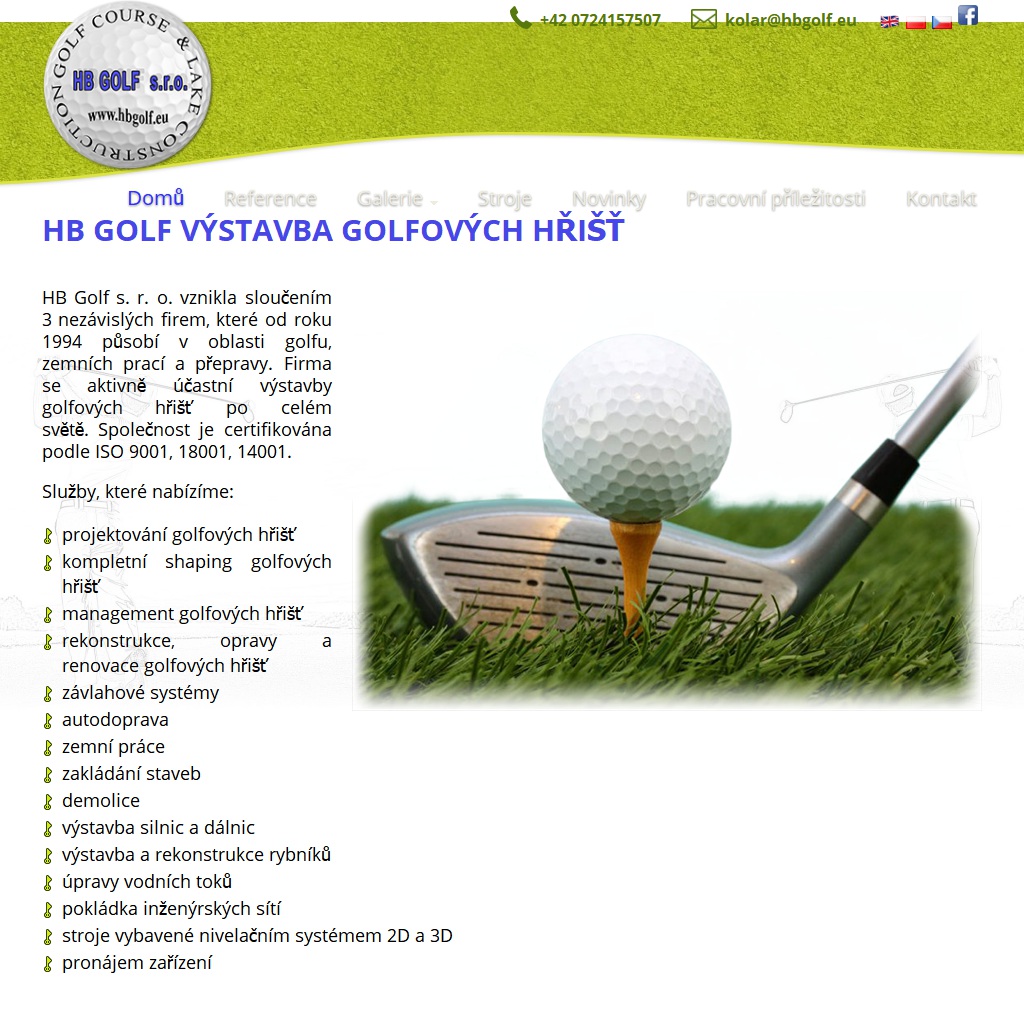 GOLF COURSE & LAKE CONSTRUCTION
HB GOLF s.r.o.
www.hbgolf.eu
+42 0724157507
kolar@hbgolf.eu
Domů Reference Galerie Stroje Novinky Pracovní příležitosti Kontakt
HB GOLF VÝSTAVBA GOLFOVÝCH HŘIŠŤ
HB Golf s. r. o. vznikla sloučením
3 nezávislých firem, které od roku
1994 působí v oblasti golfu,
zemních prací a přepravy. Firma
se aktivně účastní výstavby
golfových hřišť po celém
světě. Společnost je certifikována
podle ISO 9001, 18001, 14001.
Služby, které nabízíme:
projektování golfových hřišť
kompletní shaping golfových
hřišť
management golfových hřišť
rekonstrukce, opravy a
renovace golfových hřišť
závlahové systémy
autodoprava
zemní práce
zakládání staveb
demolice
výstavba silnic a dálnic
výstavba a rekonstrukce rybníků
úpravy vodních toků
pokládka inženýrských sítí
stroje vybavené nivelačním systémem 2D a 3D
pronájem zařízení